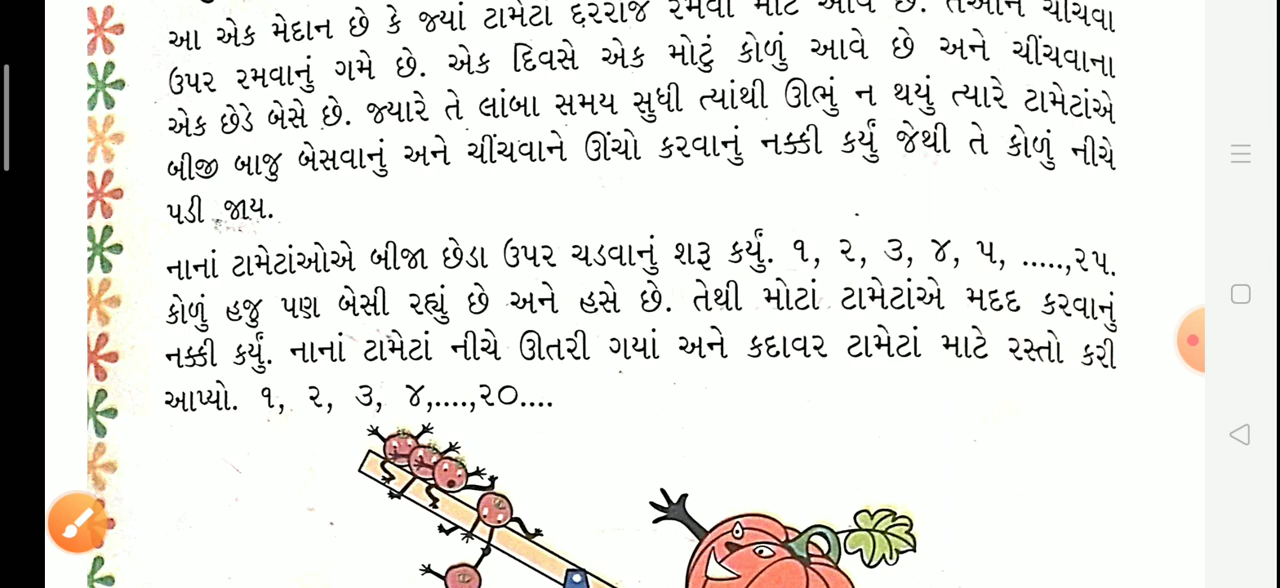 આ એક મેદાન છે કે જ્યાં ટામેટાં દરરોજ રમવા માટે આવે છે. તેઓને ચીંચવા
ઉપર રમવાનું ગમે છે. એક દિવસે એક મોટું કોળું આવે છે અને ચીંચવાના
એક છેડે બેસે છે. જ્યારે તે લાંબા સમય સુધી ત્યાંથી ઊભું ન થયું ત્યારે ટામેટાંએ
બીજી બાજુ બેસવાનું અને ચીંચવાને ઊંચો કરવાનું નક્કી કર્યું જેથી તે કોળું નીચે
પડી જાય.
નાનાં ટામેટાંઓએ બીજા છેડા ઉપર ચડવાનું શરૂ કર્યું. ૧, ૨, ૩, ૪, ૫, .....,૨૫.
કોળું હજુ પણ બેસી રહ્યું છે અને હસે છે. તેથી મોટાં ટામેટાંએ મદદ કરવાનું
નક્કી કર્યું. નાનાં ટામેટાં નીચે ઊતરી ગયાં અને કદાવર ટામેટાં માટે રસ્તો કરી
આપ્યો. ૧, ૨, ૩, ૪,....,૨૦....